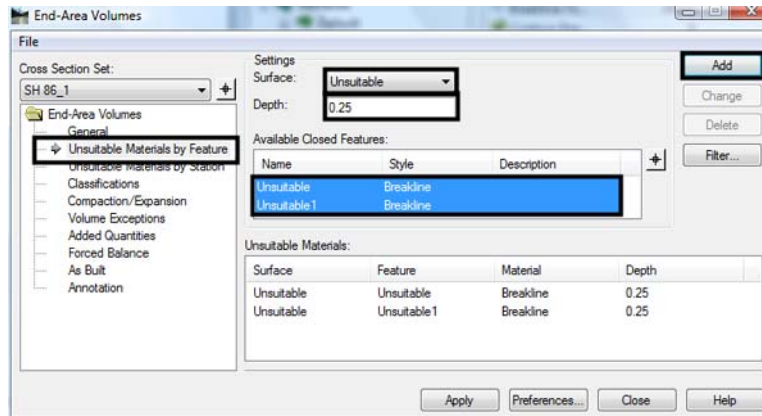 End-Area Volumes
File
Cross Section Set:
SH 86_1
End-Area Volumes
General
Unsuitable Materials by Feature
Unsuitable Materials by Station
Classifications
Compaction/Expansion
Volume Exceptions
Added Quantities
Forced Balance
As Built
Annotation
Settings
Surface: Unsuitable
Depth: 0.25
Available Closed Features:
Name Style Description
Unsuitable Breakline
Unsuitable1 Breakline
Unsuitable Materials:
Surface Feature Material Depth
Unsuitable Unsuitable Breakline 0.25
Unsuitable Unsuitable1 Breakline 0.25
Add
Change
Delete
Filter...
Apply Preferences... Close Help